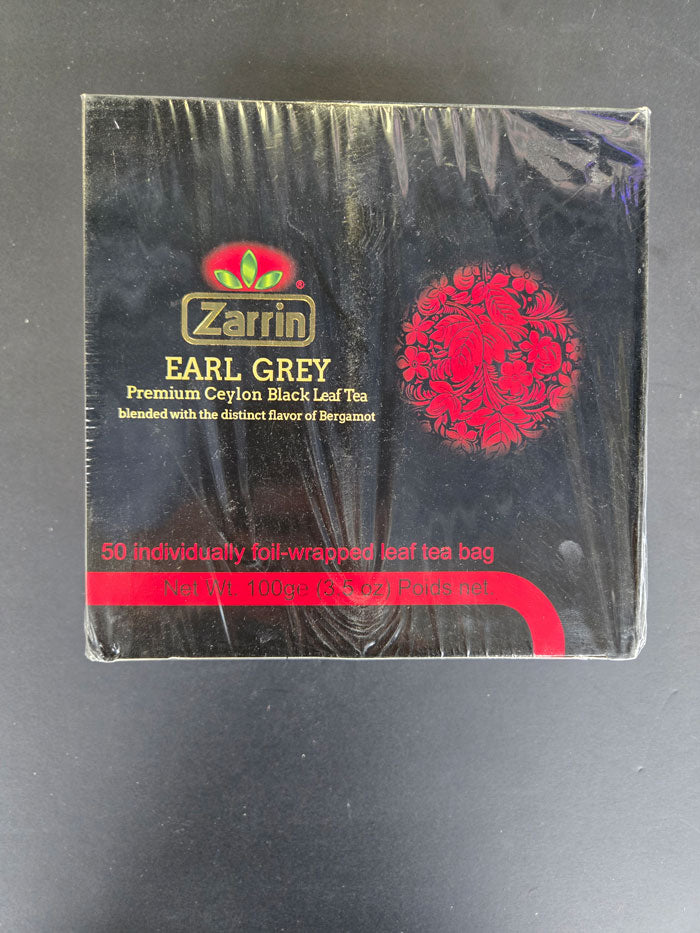 ®
Zarrin
EARL GREY
Premium Ceylon Black Leaf Tea
blended with the distinct flavor of Bergamot
50 individually foil-wrapped leaf tea bag
Net Wt. 100g℮ (3.5 oz) Poids net.